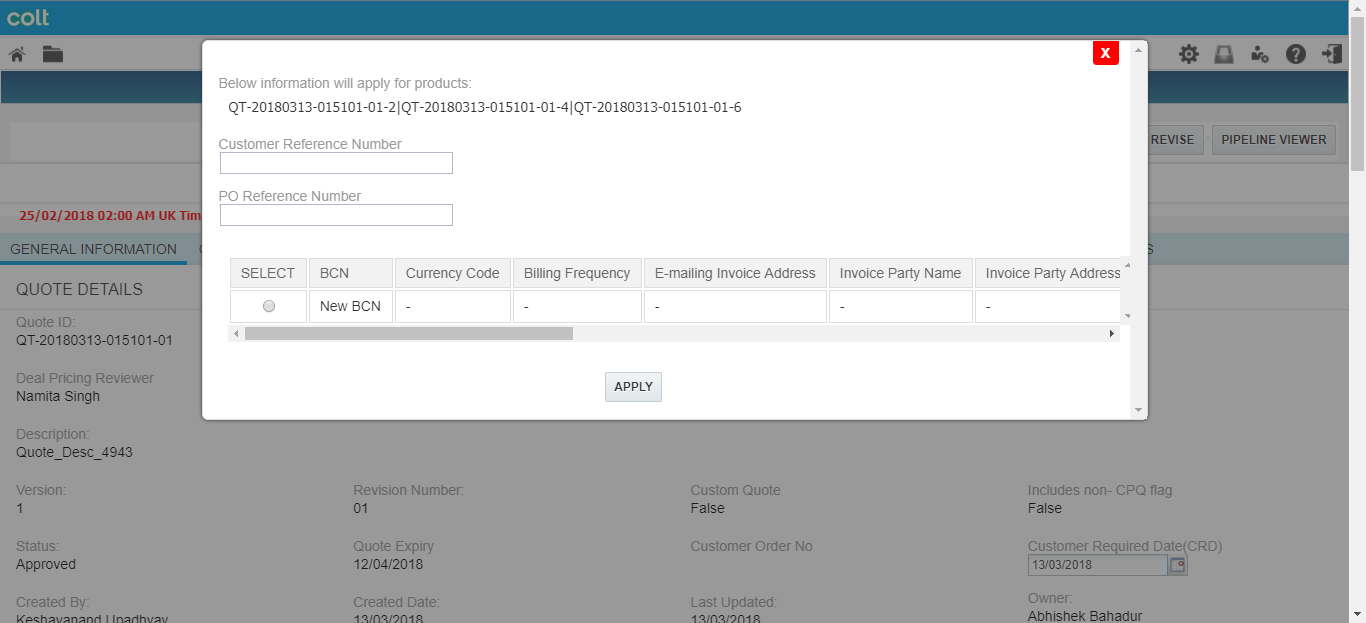 colt
X
Below information will apply for products:
QT-20180313-015101-01-2|QT-20180313-015101-01-4|QT-20180313-015101-01-6
Customer Reference Number
PO Reference Number
SELECT BCN Currency Code Billing Frequency E-mailing Invoice Address Invoice Party Name Invoice Party Address
New BCN - - - - -
APPLY
REVISE PIPELINE VIEWER
25/02/2018 02:00 AM UK Tim
GENERAL INFORMATION
QUOTE DETAILS
Quote ID:
QT-20180313-015101-01
Deal Pricing Reviewer
Namita Singh
Description:
Quote_Desc_4943
Version: Revision Number: Custom Quote Includes non- CPQ flag
1 01 False False
Status: Quote Expiry Customer Order No Customer Required Date(CRD)
Approved 12/04/2018 13/03/2018
Created By: Created Date: Last Updated: Owner:
Keshavanand Upadhyay 13/03/2018 13/03/2018 Abhishek Bahadur